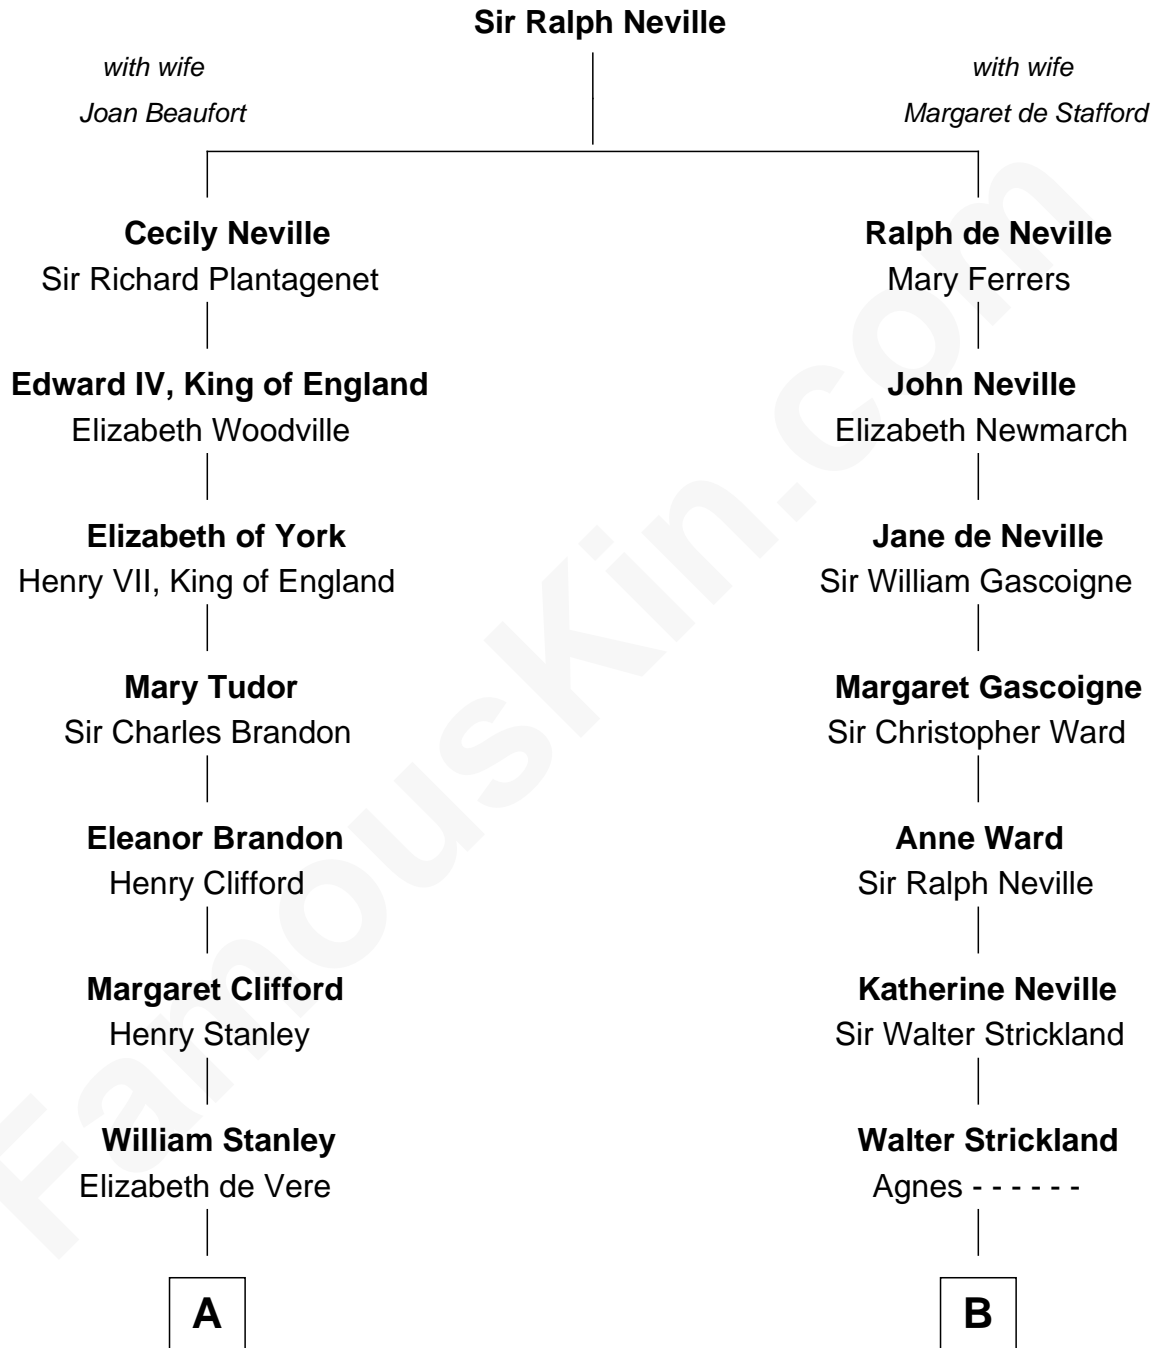 Sir Ralph Neville
with wife
Joan Beaufort
with wife
Margaret de Stafford
Cecily Neville
Sir Richard Plantagenet
Ralph de Neville
Mary Ferrers
Edward IV, King of England
Elizabeth Woodville
John Neville
Elizabeth Newmarch
Elizabeth of York
Henry VII, King of England
Jane de Neville
Sir William Gascoigne
Mary Tudor
Sir Charles Brandon
Margaret Gascoigne
Sir Christopher Ward
Eleanor Brandon
Henry Clifford
Anne Ward
Sir Ralph Neville
Margaret Clifford
Henry Stanley
Katherine Neville
Sir Walter Strickland
William Stanley
Elizabeth de Vere
Walter Strickland
Agnes - - - - - -
A
B
FamousKin.com